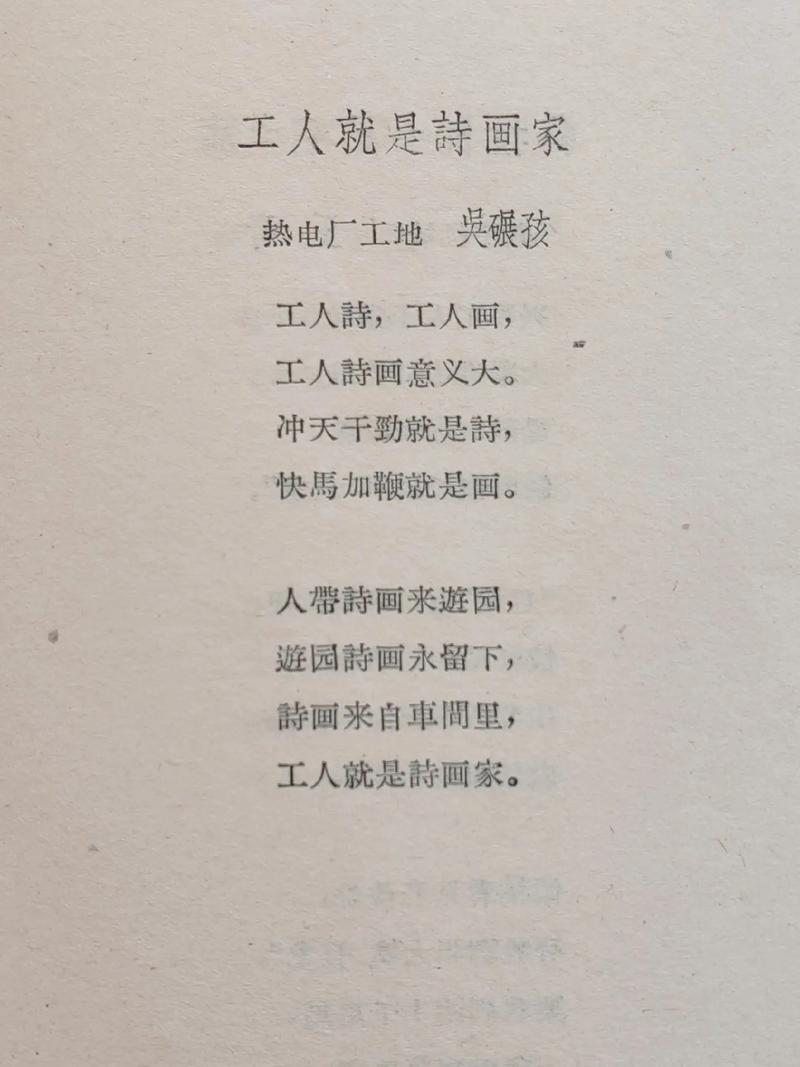 工人就是詩画家
热电厂工地 吳碾孩
工人詩，工人画，
工人詩画意义大。
冲天干勁就是詩，
快馬加鞭就是画。
人帶詩画来遊园，
遊园詩画永留下，
詩画来自車間里，
工人就是詩画家。